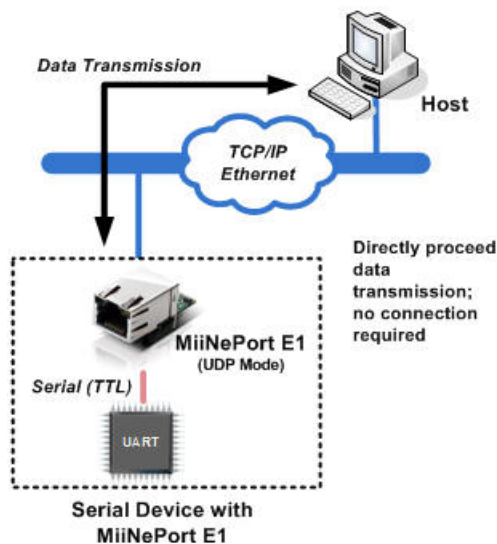 Data Transmission
Host
TCP/IP
Ethernet
Directly proceed
data
transmission;
no connection
required
MiiNePort E1
(UDP Mode)
Serial (TTL)
UART
Serial Device with
MiiNePort E1